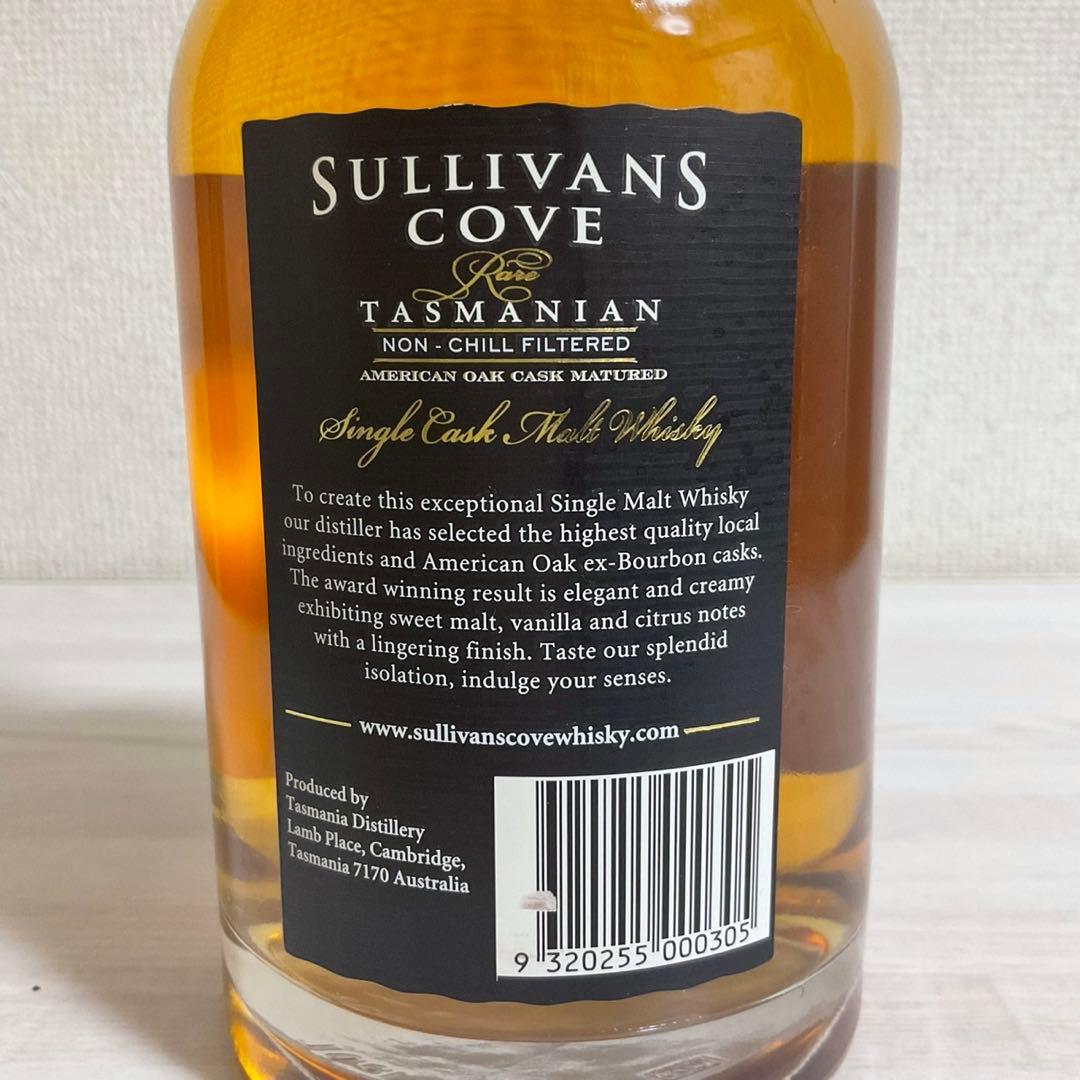 SULLIVANS
COVE
Rare
TASMANIAN
NON - CHILL FILTERED
AMERICAN OAK CASK MATURED
Single Cask Malt Whisky
To create this exceptional Single Malt Whisky
our distiller has selected the highest quality local
ingredients and American Oak ex-Bourbon casks.
The award winning result is elegant and creamy
exhibiting sweet malt, vanilla and citrus notes
with a lingering finish. Taste our splendid
isolation, indulge your senses.
www.sullivanscovewhisky.com
Produced by
Tasmania Distillery
Lamb Place, Cambridge,
Tasmania 7170 Australia
9 320255 000305